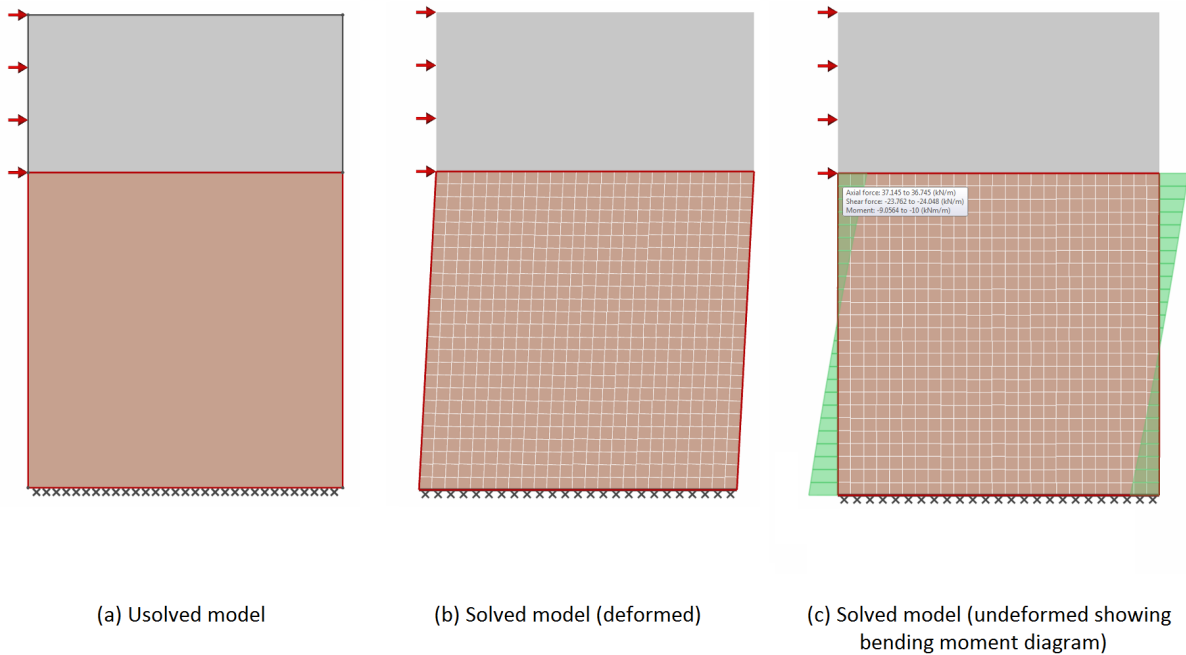 Axial force: 37.145 to 36.745 (kN/m)
Shear force: -23.762 to -24.048 (kN/m)
Moment: -9.0564 to -10 (kNm/m)
(a) Usolved model
(b) Solved model (deformed)
(c) Solved model (undeformed showing
bending moment diagram)